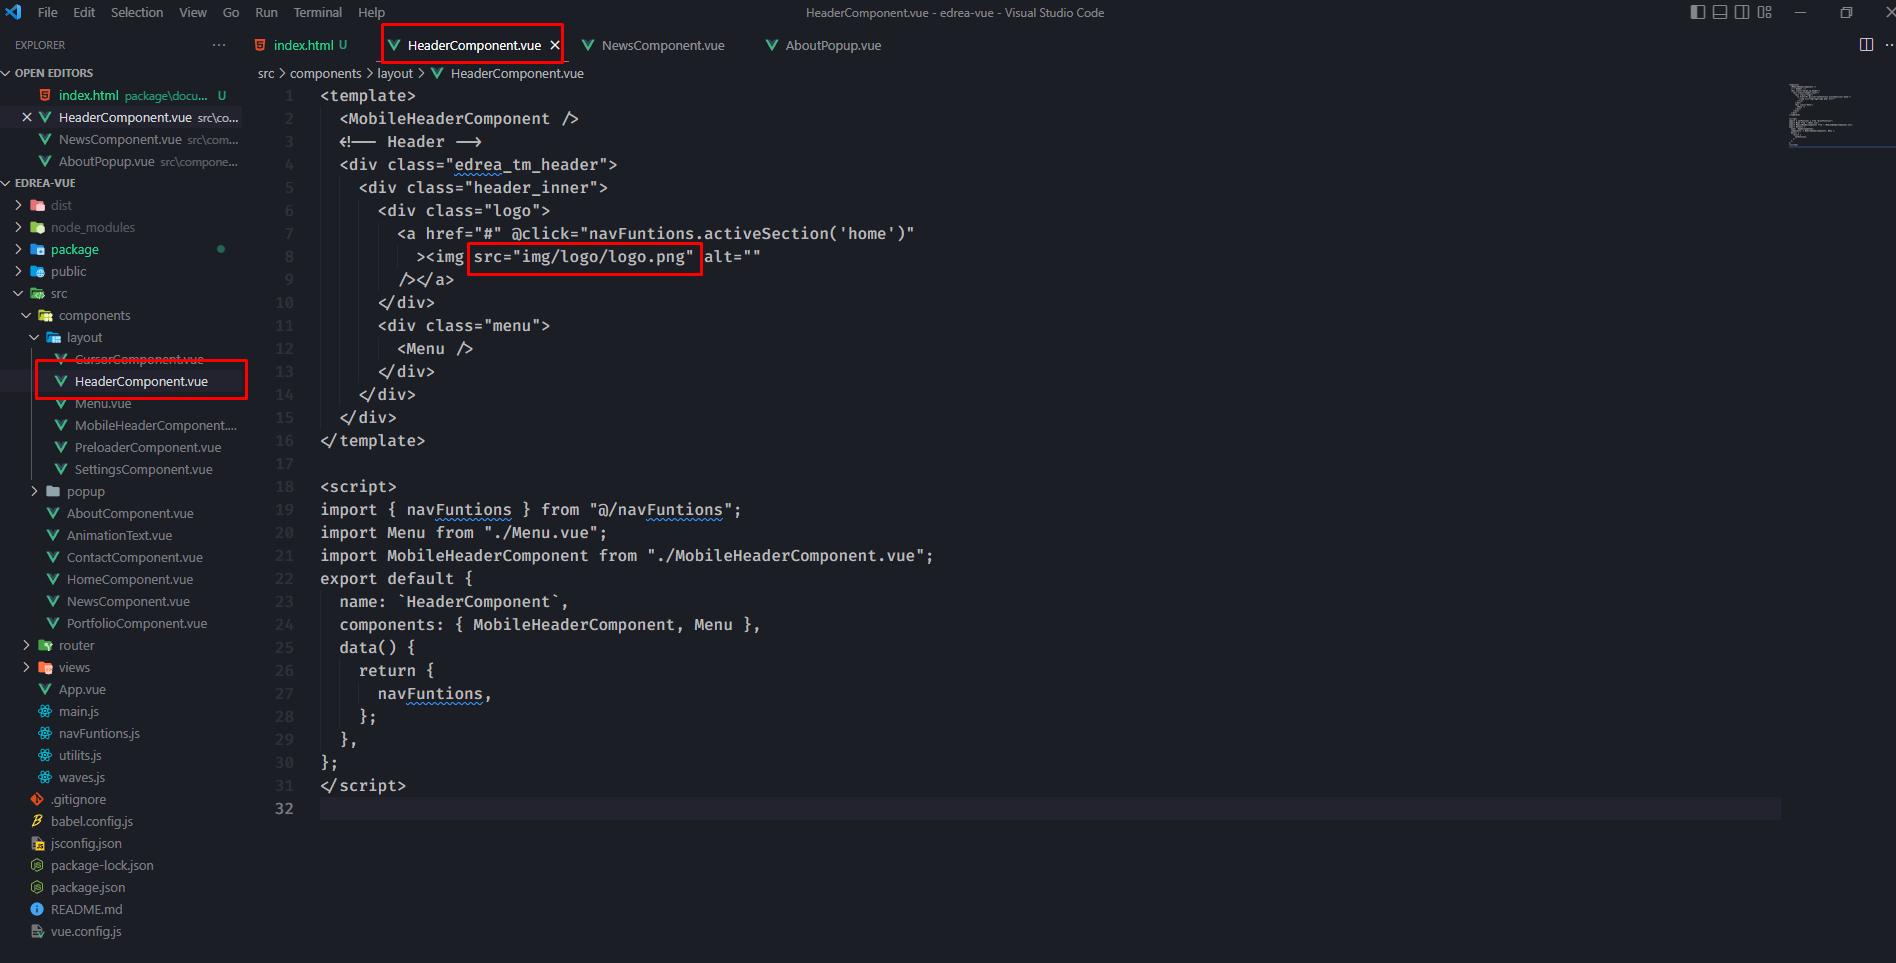 File Edit Selection View Go Run Terminal Help
HeaderComponent.vue - edrea-vue - Visual Studio Code
EXPLORER
index.html U HeaderComponent.vue NewsComponent.vue AboutPopup.vue
src > components > layout > HeaderComponent.vue
OPEN EDITORS
index.html package\docu... U
HeaderComponent.vue src\co...
NewsComponent.vue src\com...
AboutPopup.vue src\compone...
EDREA-VUE
dist
node_modules
package
public
src
components
layout
CursorComponent.vue
HeaderComponent.vue
Menu.vue
MobileHeaderComponent....
PreloaderComponent.vue
SettingsComponent.vue
popup
AboutComponent.vue
AnimationText.vue
ContactComponent.vue
HomeComponent.vue
NewsComponent.vue
PortfolioComponent.vue
router
views
App.vue
main.js
navFuntions.js
utilits.js
waves.js
.gitignore
babel.config.js
jsconfig.json
package-lock.json
package.json
README.md
vue.config.js
1 <template>
2 <MobileHeaderComponent />
3 <!-- Header -->
4 <div class="edrea_tm_header">
5 <div class="header_inner">
6 <div class="logo">
7 <a href="#" @click="navFuntions.activeSection('home')"
8 ><img src="img/logo/logo.png" alt=""
9 /></a>
10 </div>
11 <div class="menu">
12 <Menu />
13 </div>
14 </div>
15 </div>
16 </template>
17
18 <script>
19 import { navFuntions } from "@/navFuntions";
20 import Menu from "./Menu.vue";
21 import MobileHeaderComponent from "./MobileHeaderComponent.vue";
22 export default {
23 name: `HeaderComponent`,
24 components: { MobileHeaderComponent, Menu },
25 data() {
26 return {
27 navFuntions,
28 };
29 },
30 };
31 </script>
32